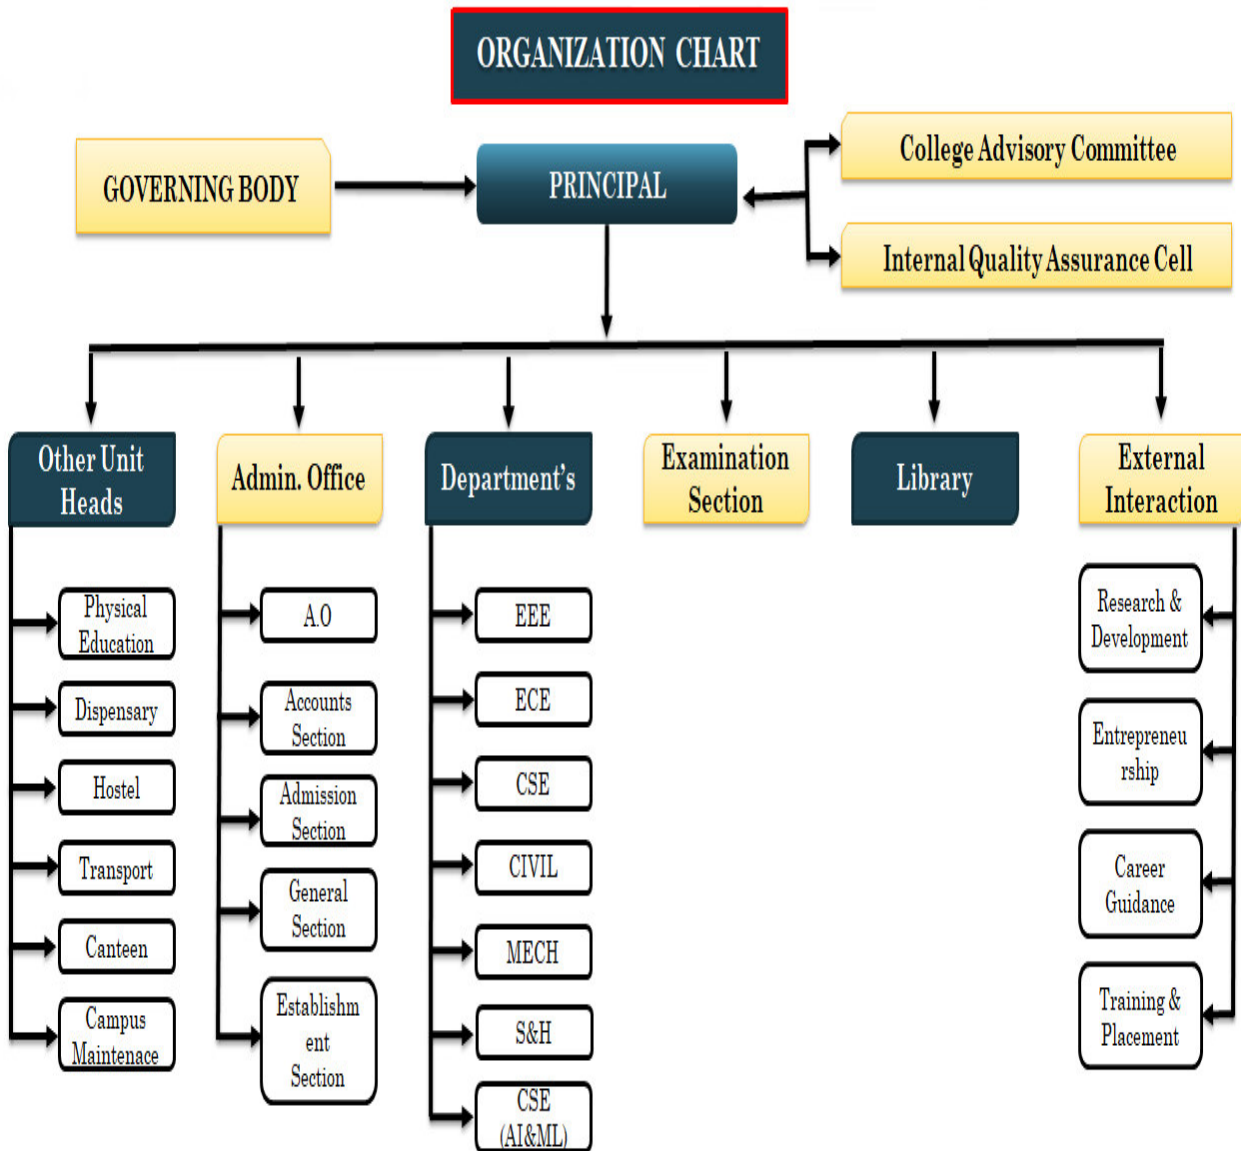 ORGANIZATION CHART
GOVERNING BODY
PRINCIPAL
College Advisory Committee
Internal Quality Assurance Cell
Other Unit
Heads
Admin. Office
Department's
Examination
Section
Library
External
Interaction
Physical
Education
Dispensary
Hostel
Transport
Canteen
Campus
Maintenace
A.O
Accounts
Section
Admission
Section
General
Section
Establishm
ent
Section
EEE
ECE
CSE
CIVIL
MECH
S&H
CSE
(AI&ML)
Research &
Development
Entrepreneu
rship
Career
Guidance
Training &
Placement